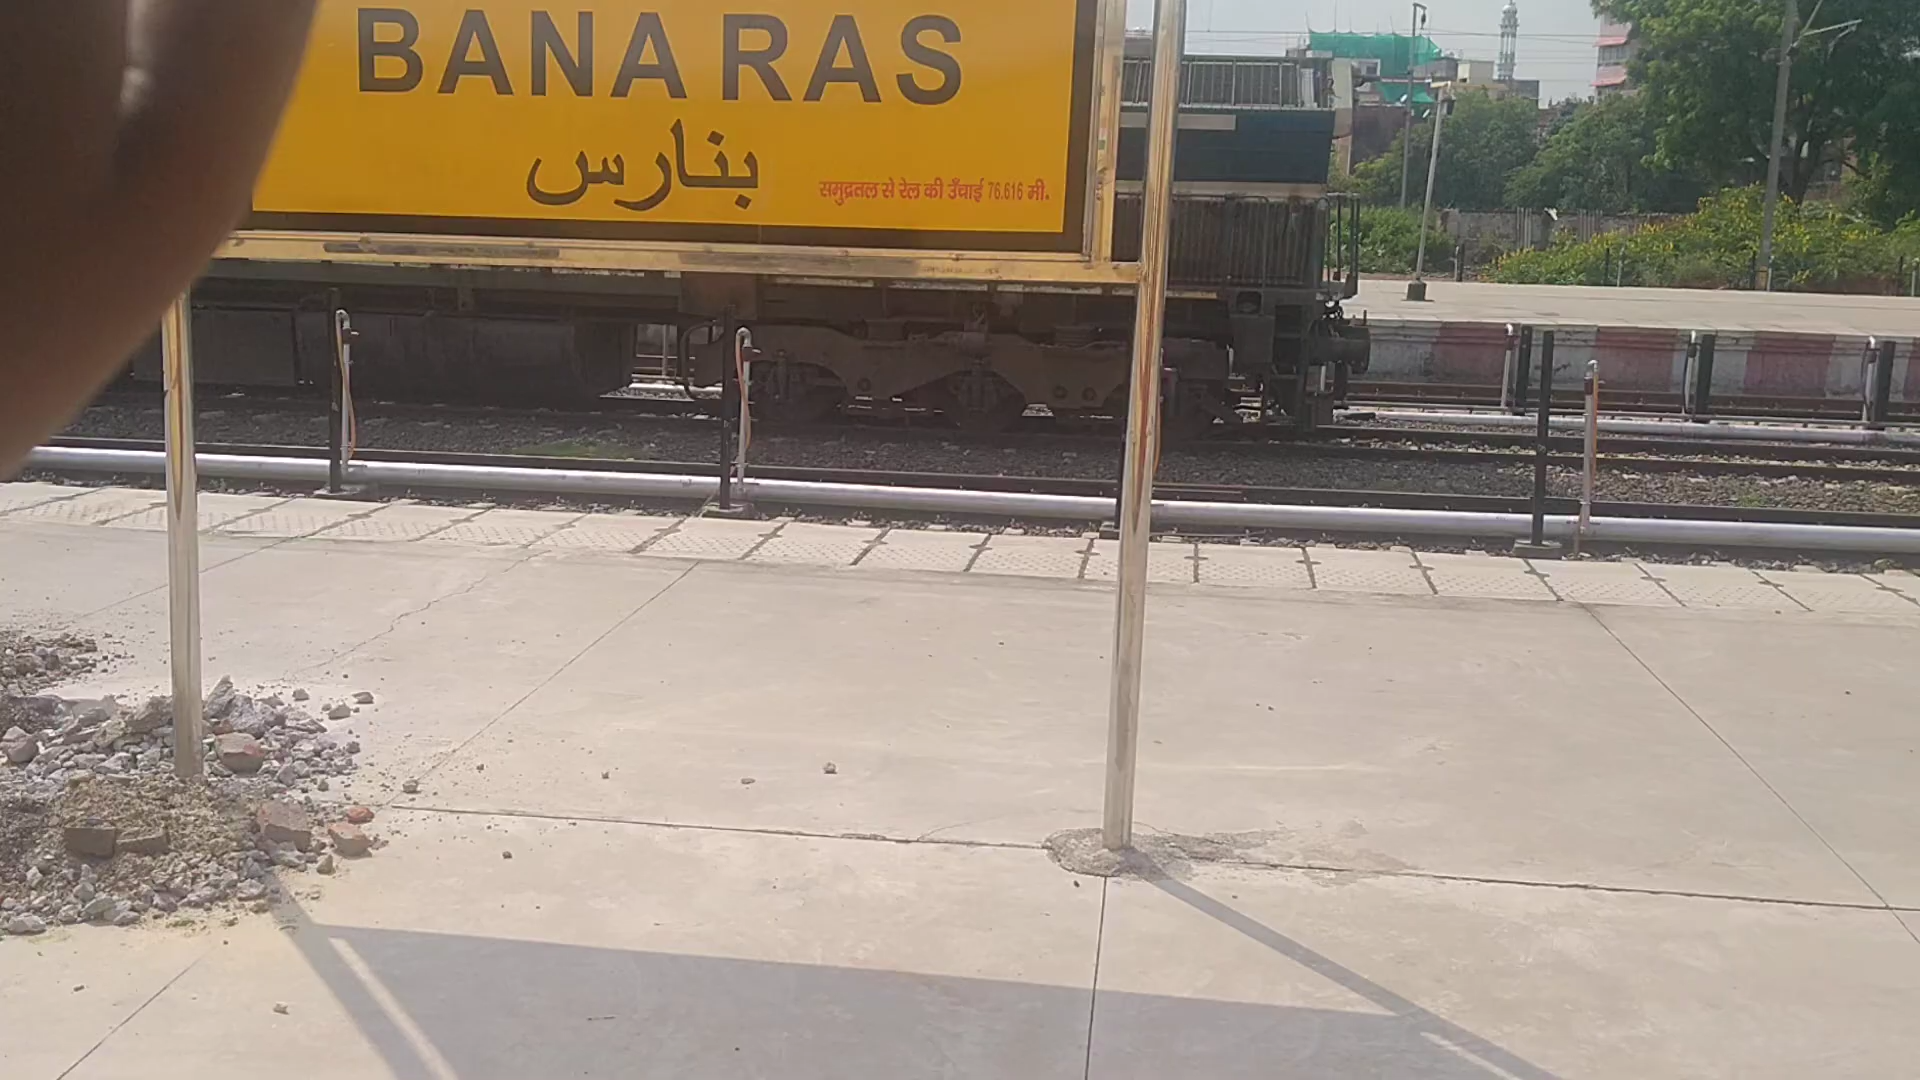 BANARAS
بنارس
समुद्रतल से रेल की उँचाई 76.616 मी.